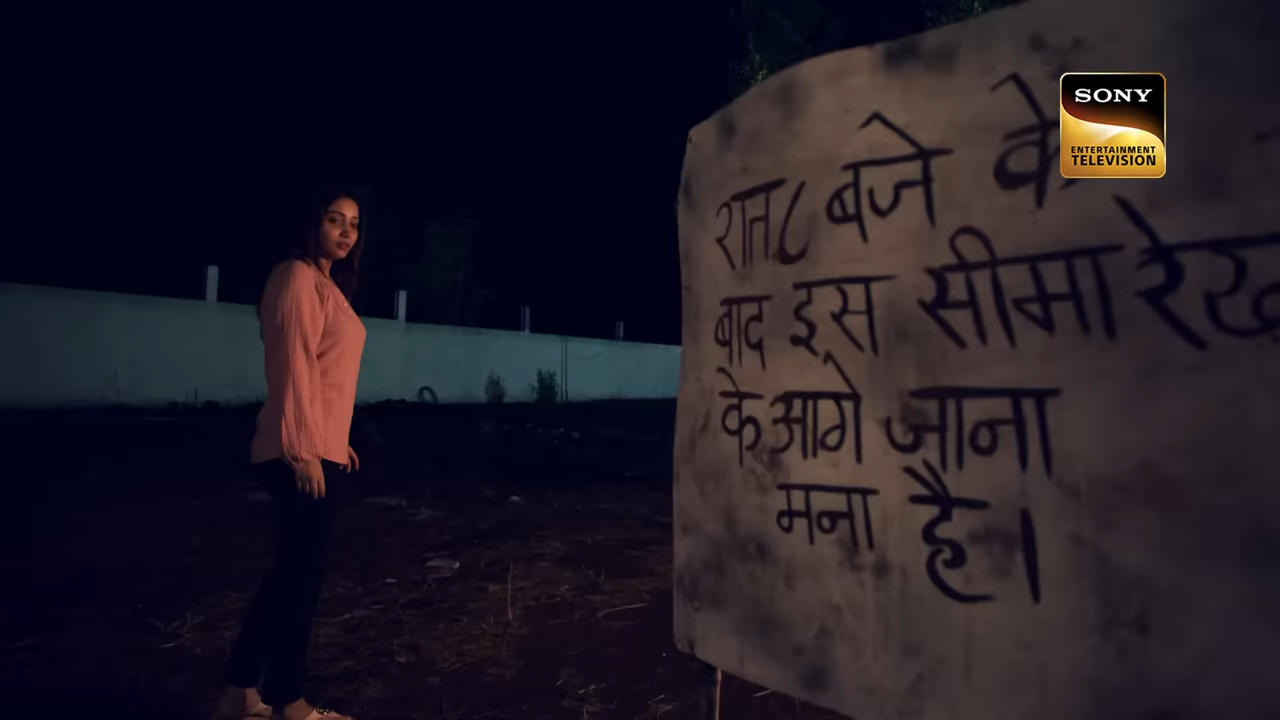 रात ८ बजे के
बाद इस सीमा रेखा
के आगे जाना
मना है।
SONY
ENTERTAINMENT
TELEVISION